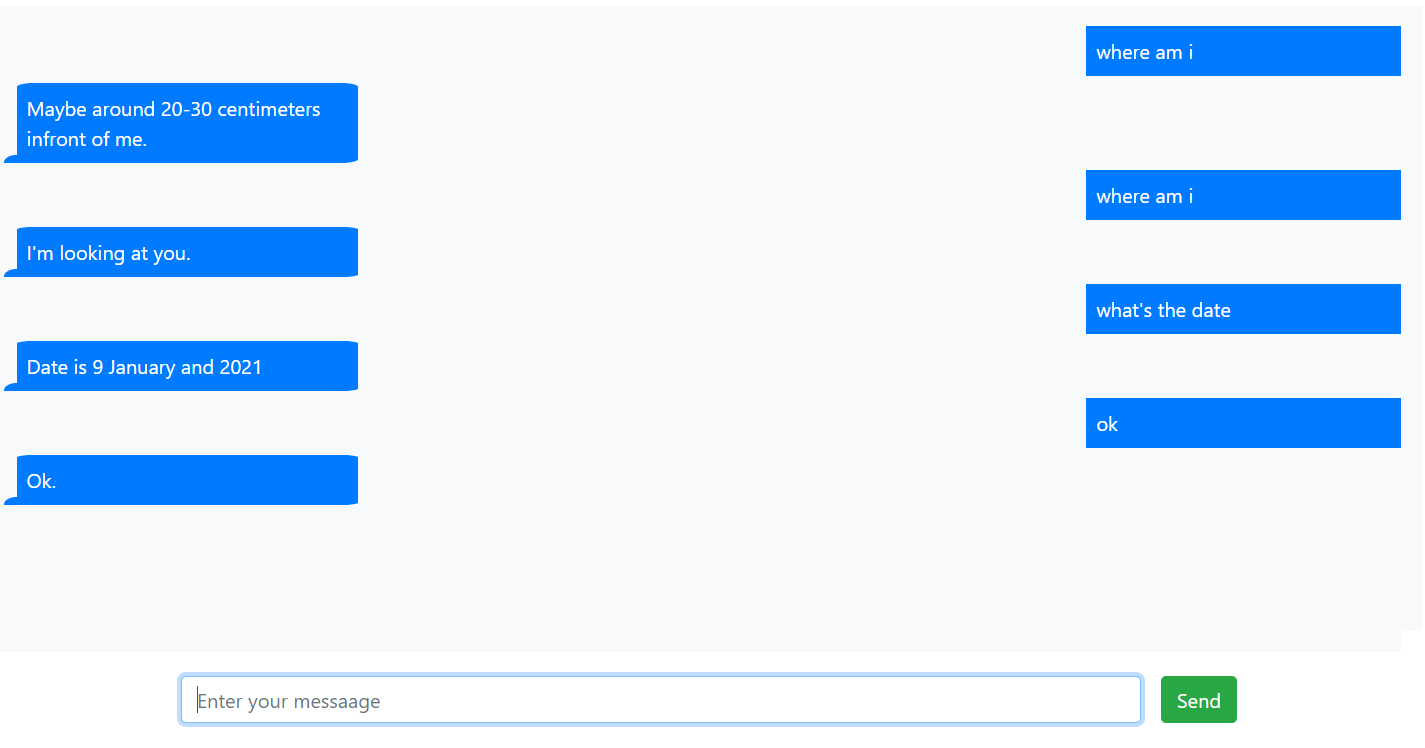 where am i
Maybe around 20-30 centimeters
infront of me.
where am i
I'm looking at you.
what's the date
Date is 9 January and 2021
ok
Ok.
Enter your messaage
Send